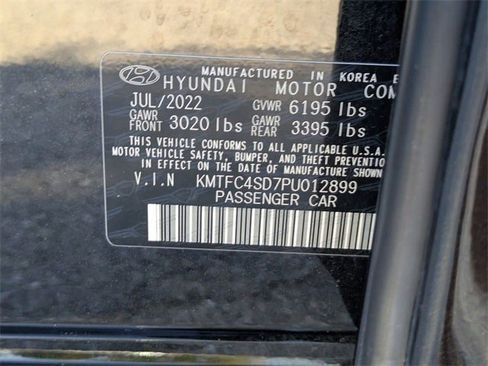 MANUFACTURED IN KOREA
HYUNDAI MOTOR COM
JUL/2022 GVWR 6195 lbs
GAWR FRONT 3020 lbs GAWR REAR 3395 lbs
THIS VEHICLE CONFORMS TO ALL APPLICABLE U.S.A.
MOTOR VEHICLE SAFETY, BUMPER, AND THEFT
EFFECT ON THE DATE OF MANUFACTURE SHOWN
V.I.N KMTFC4SD7PU012899
PASSENGER CAR